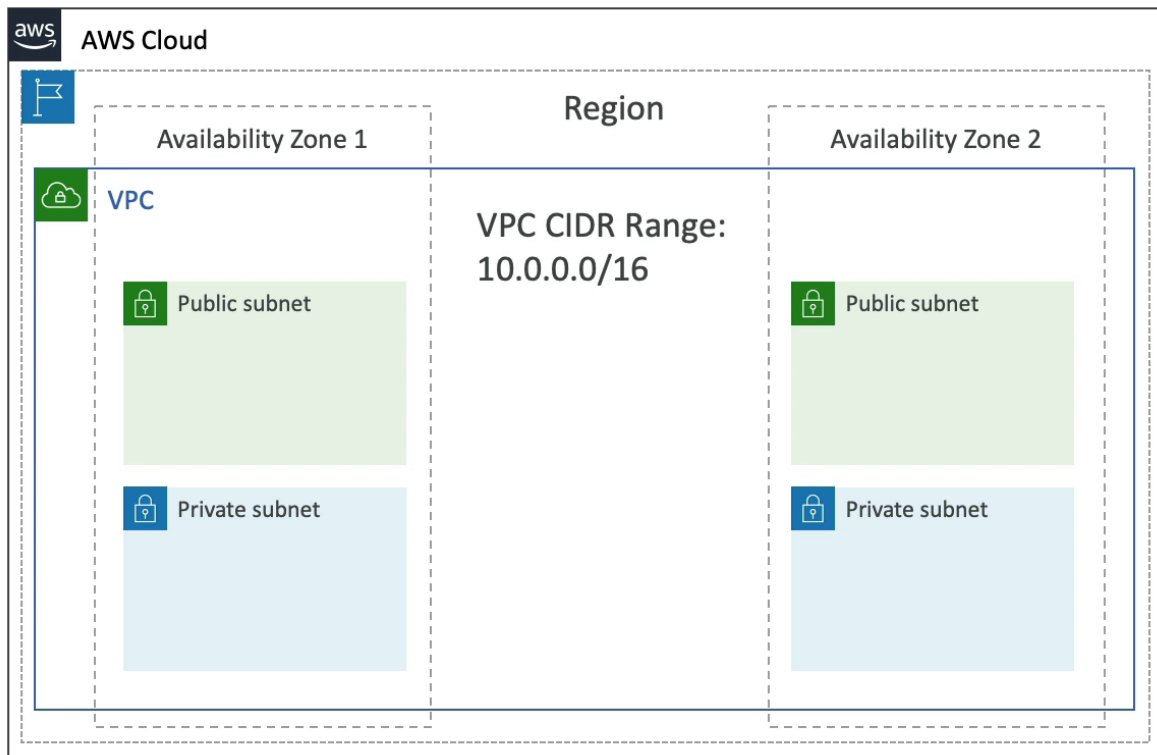 aws
AWS Cloud
Region
Availability Zone 1
Availability Zone 2
VPC
VPC CIDR Range:
10.0.0.0/16
Public subnet
Public subnet
Private subnet
Private subnet